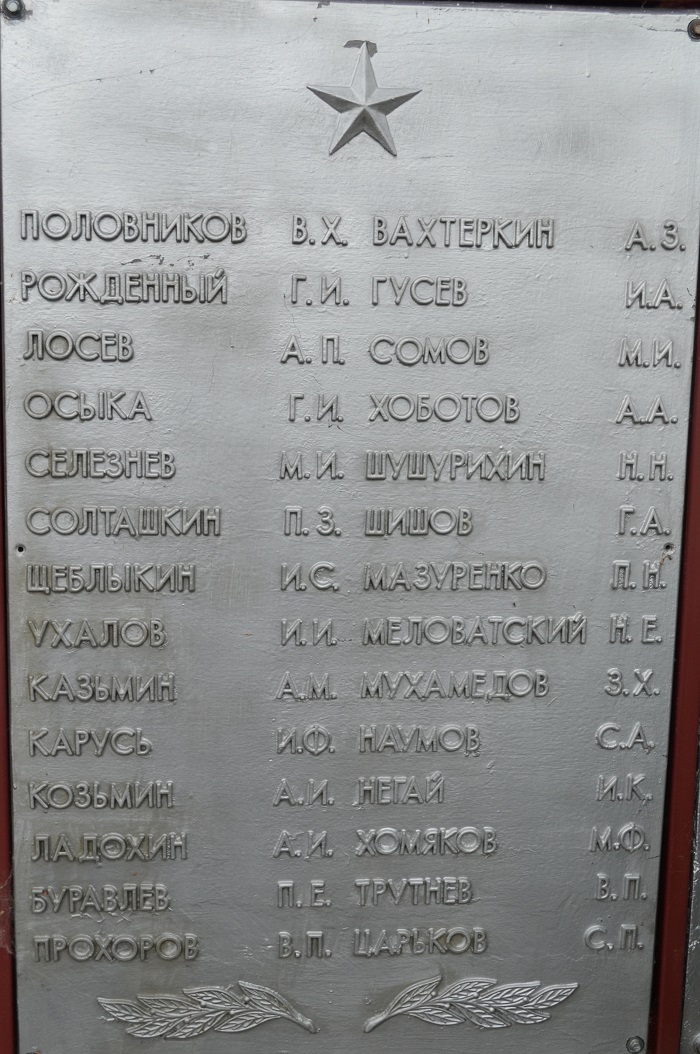 ПОЛОВНИКОВ В.Х. ВАХТЕРКИН А.З.
РОЖДЕННЫЙ Г.И. ГУСЕВ И.А.
ЛОСЕВ А.П. СОМОВ М.И.
ОСЫКА Г.И. ХОБОТОВ А.А.
СЕЛЕЗНЕВ М.И. ШУШУРИХИН Н.Н.
СОЛТАШКИН П.З. ШИШОВ Г.А.
ЩЕБЛЫКИН И.С. МАЗУРЕНКО П.Н.
УХАЛОВ И.И. МЕЛОВАТСКИЙ Н.Е.
КАЗЬМИН А.М. МУХАМЕДОВ З.Х.
КАРУСЬ И.Ф. НАУМОВ С.А.
КОЗЬМИН А.И. НЕГАЙ И.К.
ЛАДОХИН А.И. ХОМЯКОВ М.Ф.
БУРАВЛЕВ П.Е. ТРУТНЕВ В.П.
ПРОХОРОВ В.П. ЦАРЬКОВ С.П.